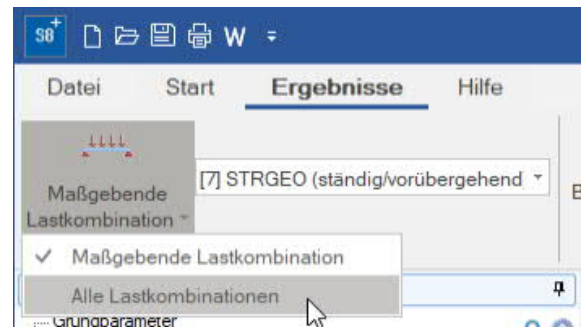 S8+ W
Datei Start Ergebnisse Hilfe
Maßgebende
Lastkombination
[7] STRGEO (ständig/vorübergehend
B
Maßgebende Lastkombination
Alle Lastkombinationen
Grundparameter